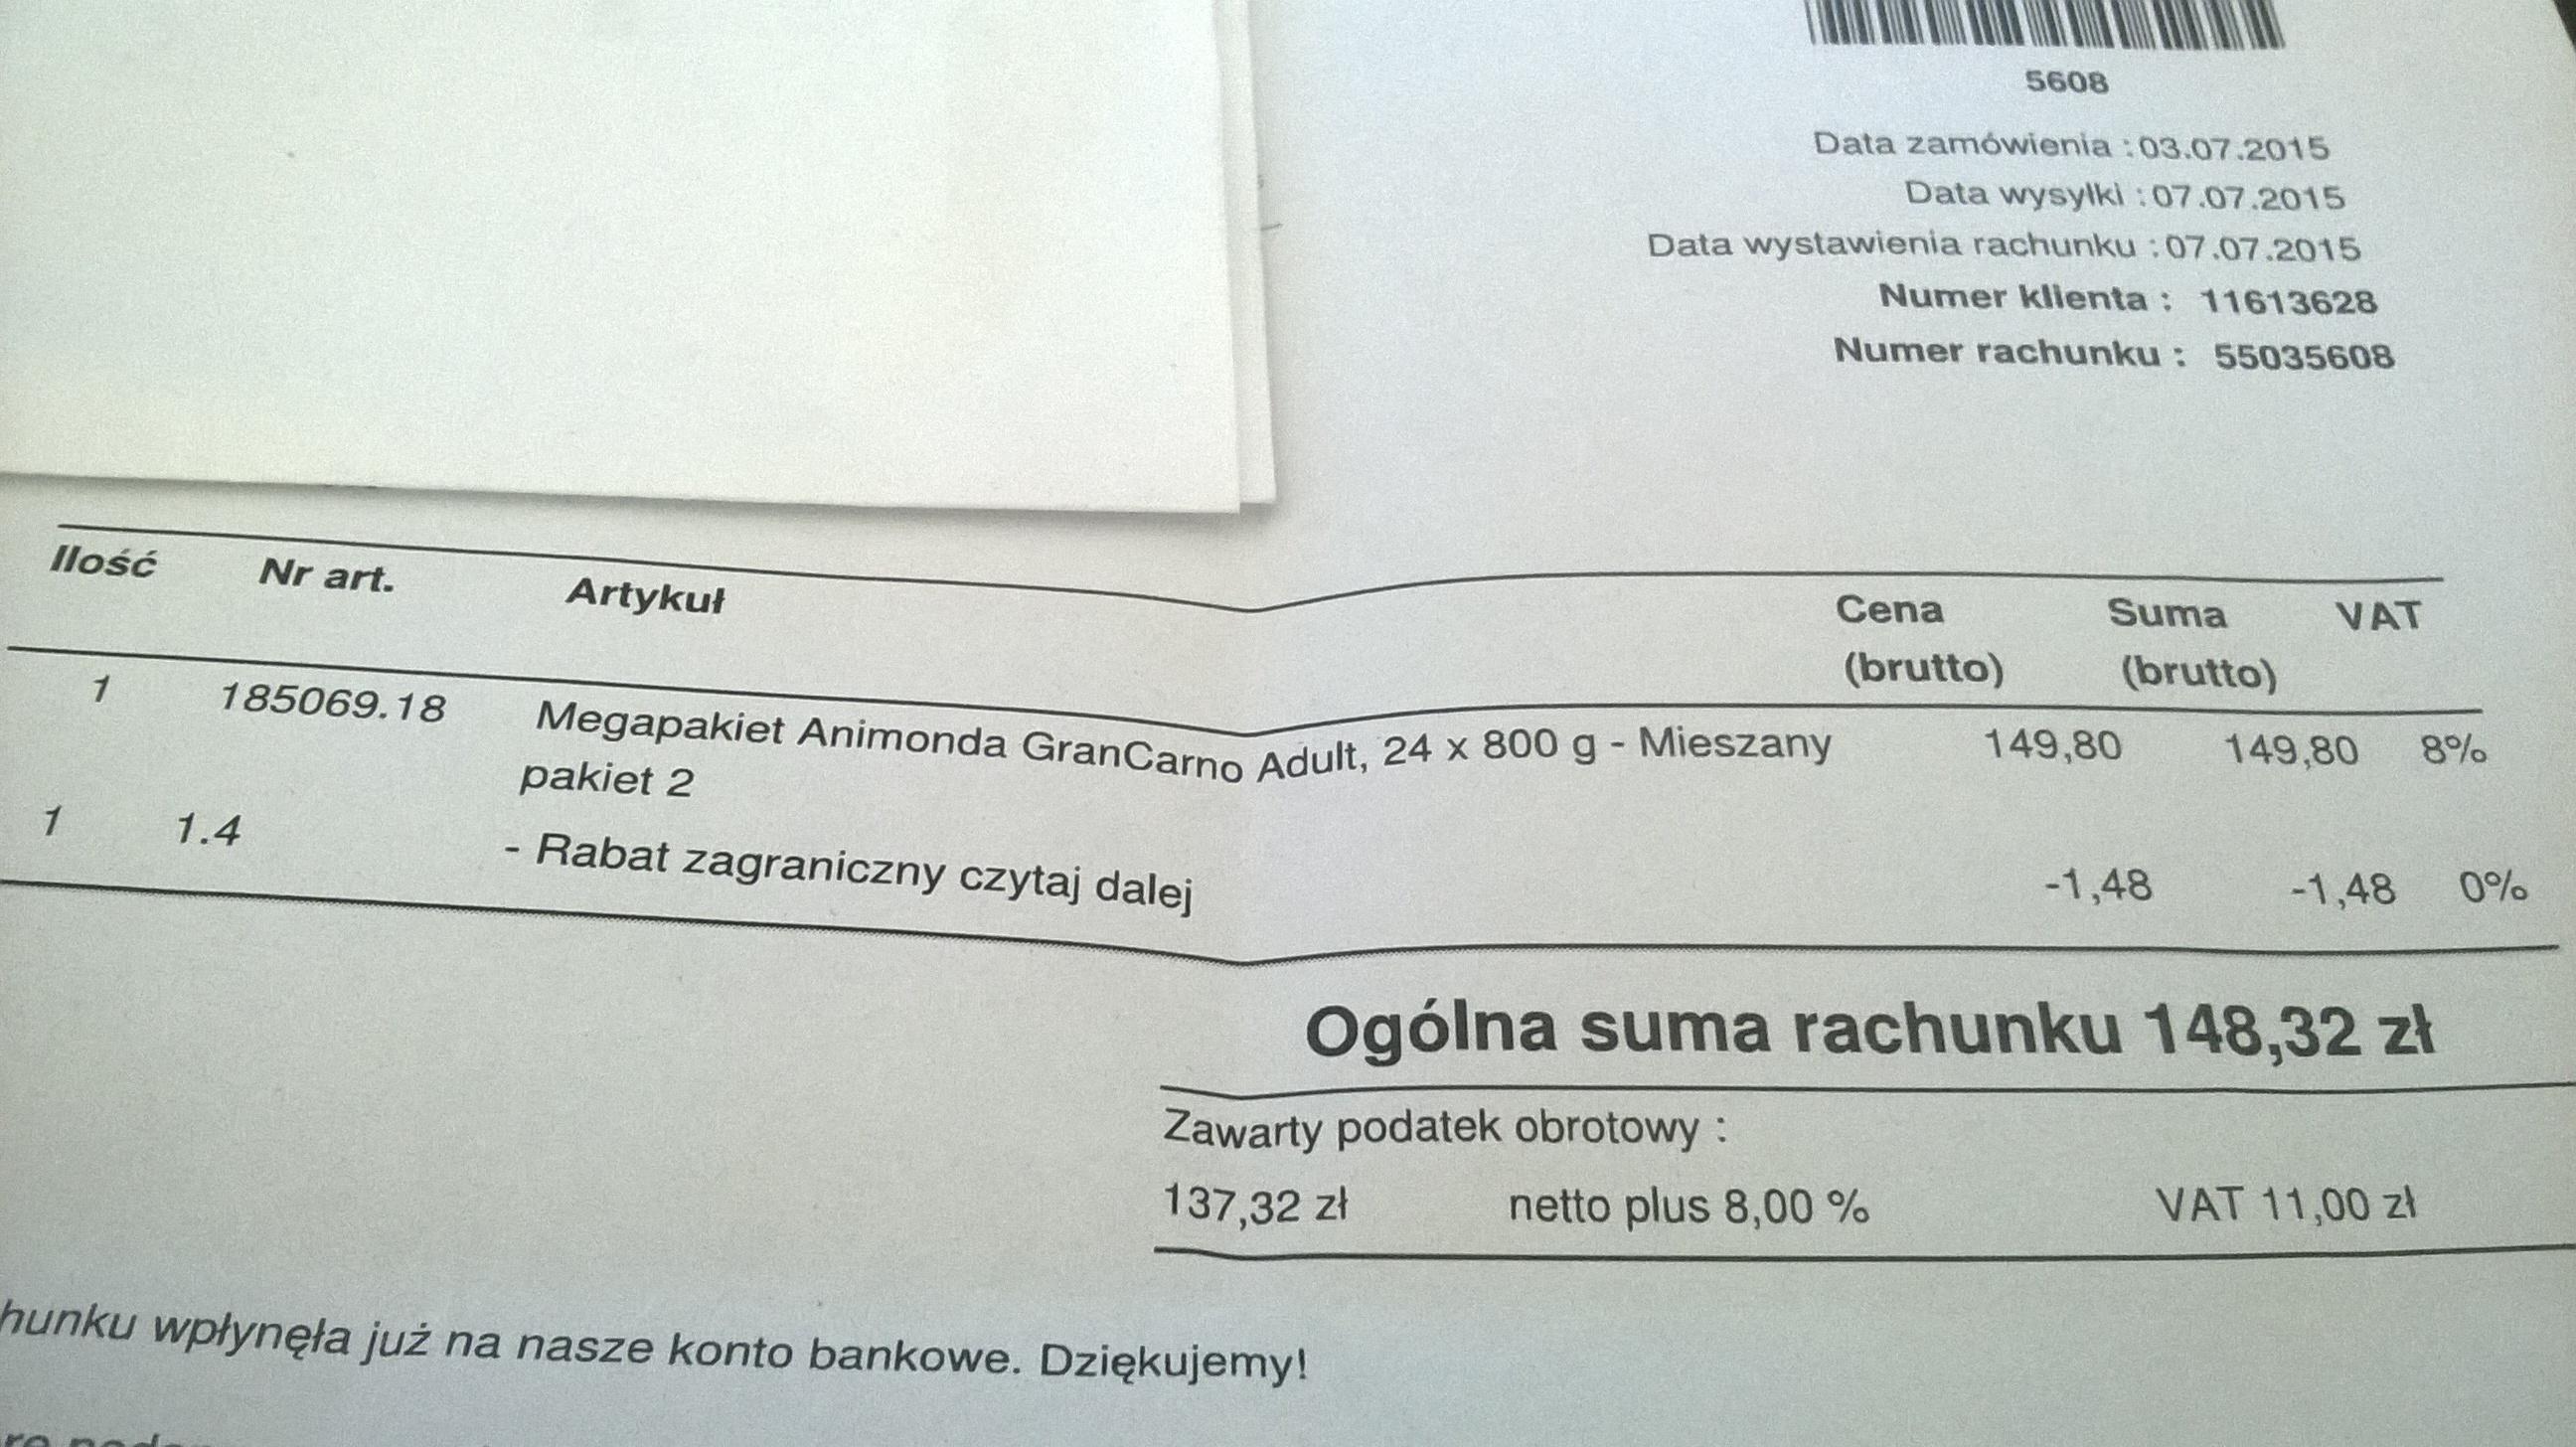 5608
Data zamówienia : 03.07.2015
Data wysyłki : 07.07.2015
Data wystawienia rachunku : 07.07.2015
Numer klienta : 11613628
Numer rachunku : 55035608
Ilość Nr art. Artykuł Cena (brutto) Suma (brutto) VAT
1 185069.18 Megapakiet Animonda GranCarno Adult, 24 x 800 g - Mieszany 149,80 149,80 8%
pakiet 2
1 1.4 - Rabat zagraniczny czytaj dalej -1,48 -1,48 0%
Ogólna suma rachunku 148,32 zł
Zawarty podatek obrotowy :
137,32 zł netto plus 8,00 % VAT 11,00 zł
hunku wpłynęła już na nasze konto bankowe. Dziękujemy!